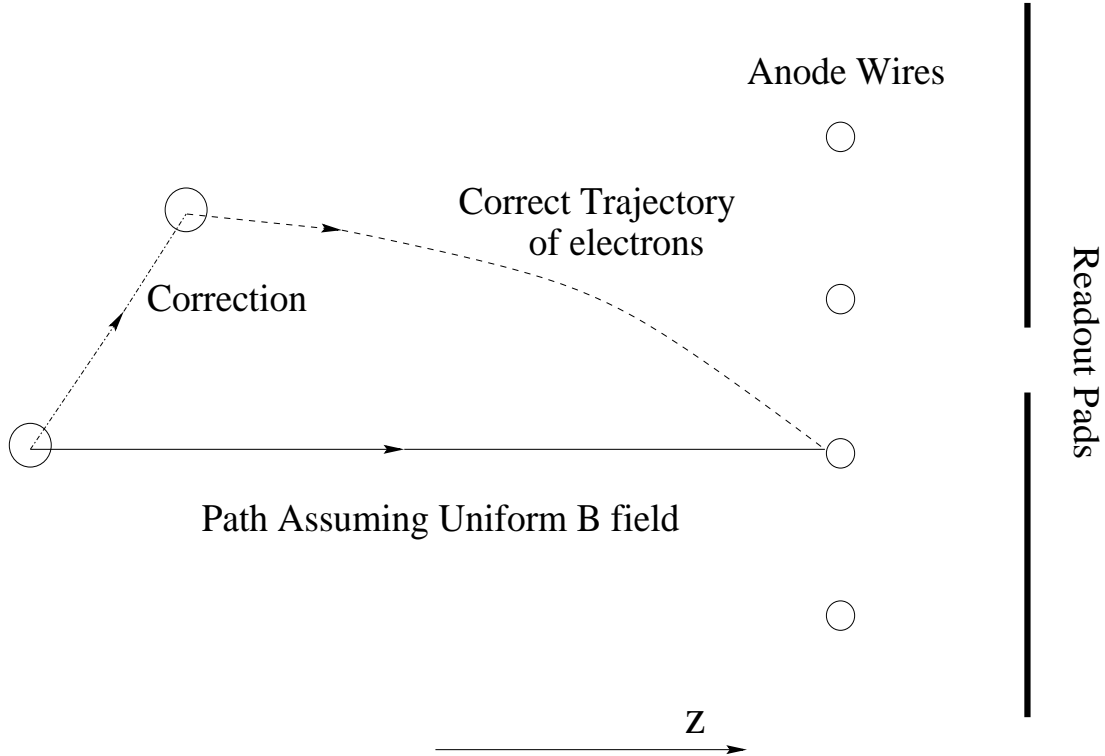 Anode Wires
Correct Trajectory
of electrons
Correction
Readout Pads
Path Assuming Uniform B field
z